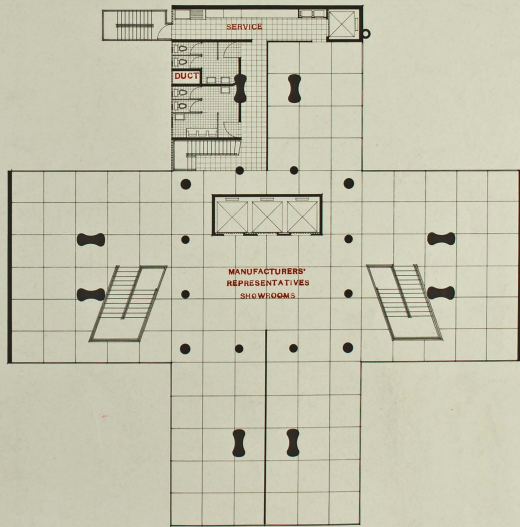 SERVICE
DUCT
MANUFACTURERS'
REPRESENTATIVES
SHOWROOMS